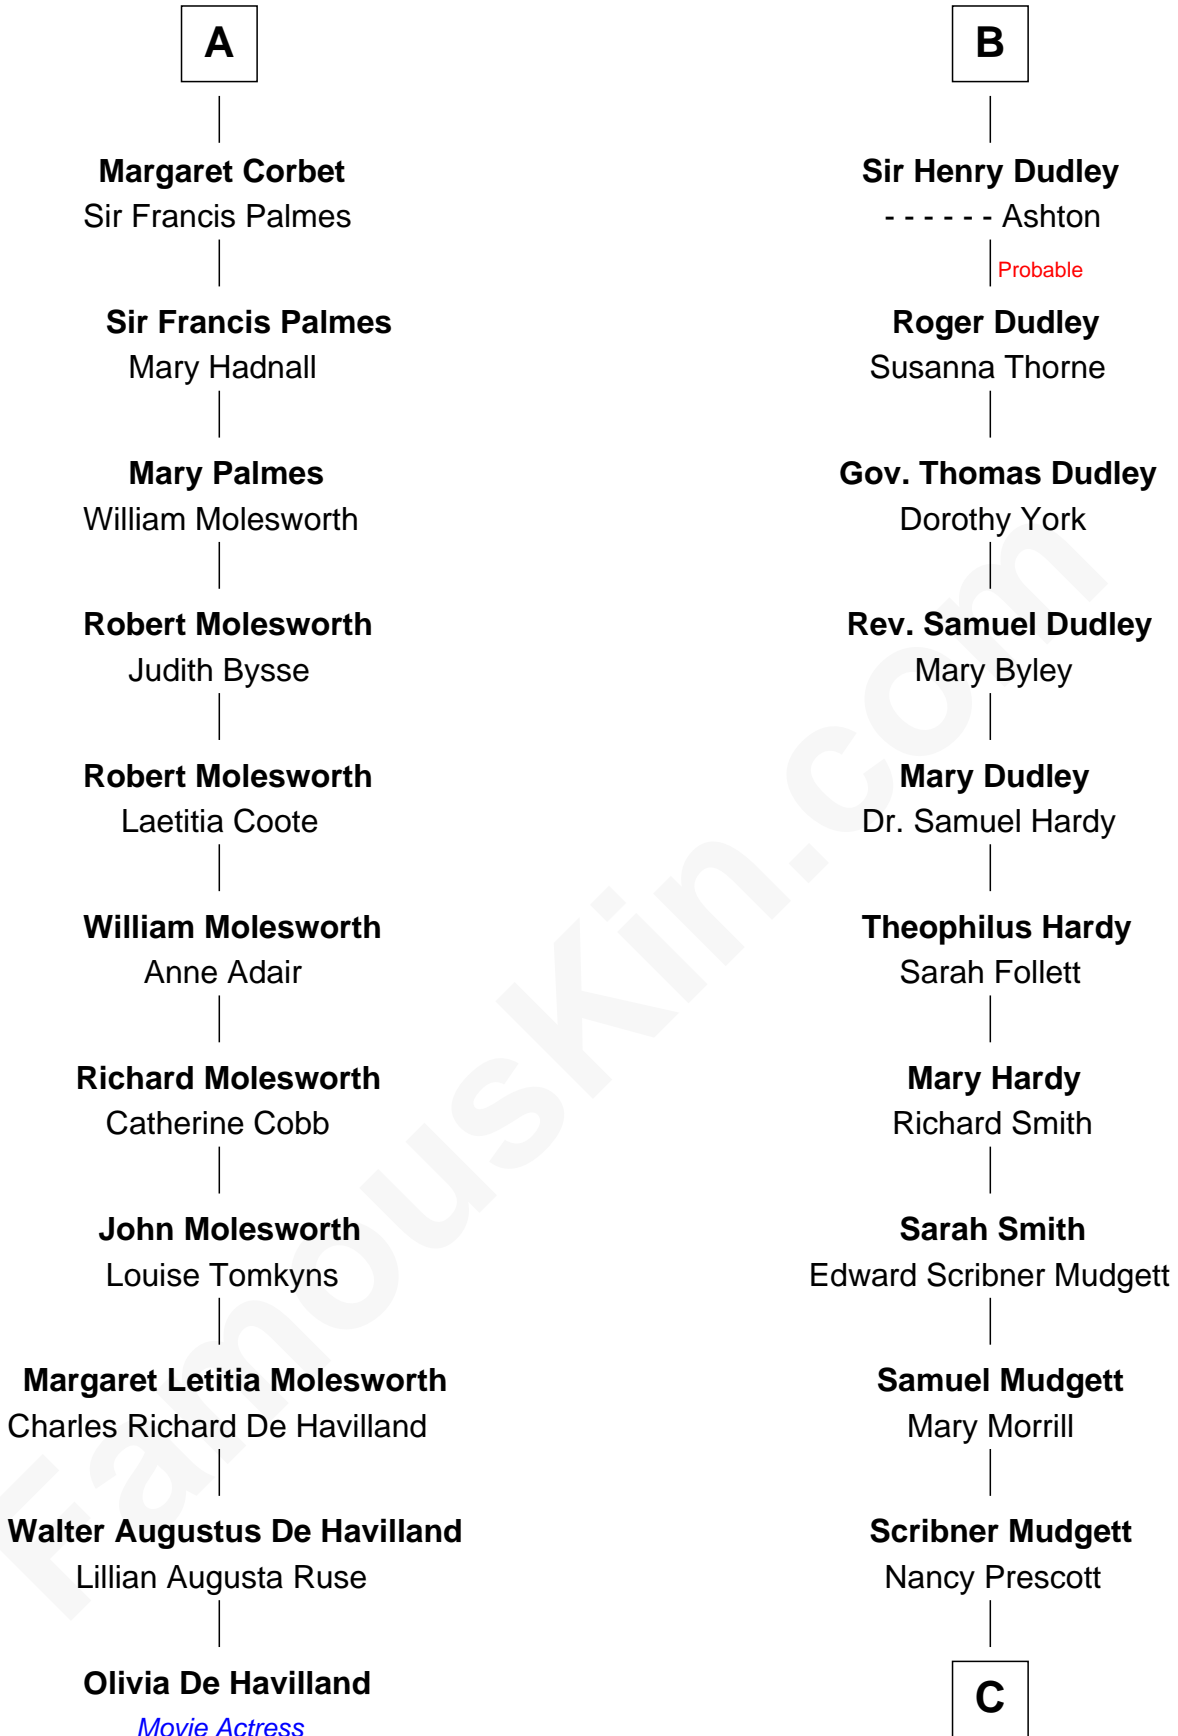 A
Margaret Corbet
Sir Francis Palmes
Sir Francis Palmes
Mary Hadnall
Mary Palmes
William Molesworth
Robert Molesworth
Judith Bysse
Robert Molesworth
Laetitia Coote
William Molesworth
Anne Adair
Richard Molesworth
Catherine Cobb
John Molesworth
Louise Tomkyns
Margaret Letitia Molesworth
Charles Richard De Havilland
Walter Augustus De Havilland
Lillian Augusta Ruse
Olivia De Havilland
Movie Actress
B
Sir Henry Dudley
- - - - - - Ashton
Probable
Roger Dudley
Susanna Thorne
Gov. Thomas Dudley
Dorothy York
Rev. Samuel Dudley
Mary Byley
Mary Dudley
Dr. Samuel Hardy
Theophilus Hardy
Sarah Follett
Mary Hardy
Richard Smith
Sarah Smith
Edward Scribner Mudgett
Samuel Mudgett
Mary Morrill
Scribner Mudgett
Nancy Prescott
C
FamousKin.com